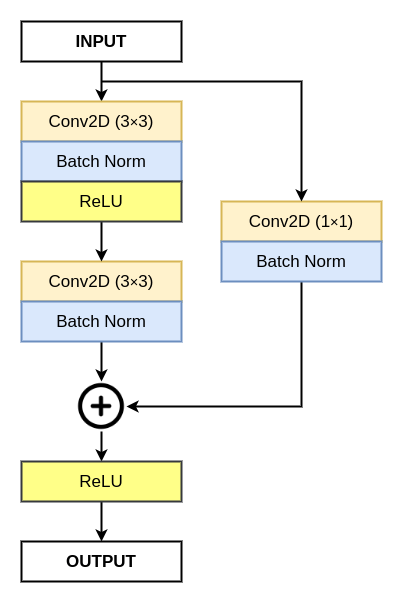 INPUT
Conv2D (3×3)
Batch Norm
ReLU
Conv2D (1×1)
Batch Norm
Conv2D (3×3)
Batch Norm
ReLU
OUTPUT